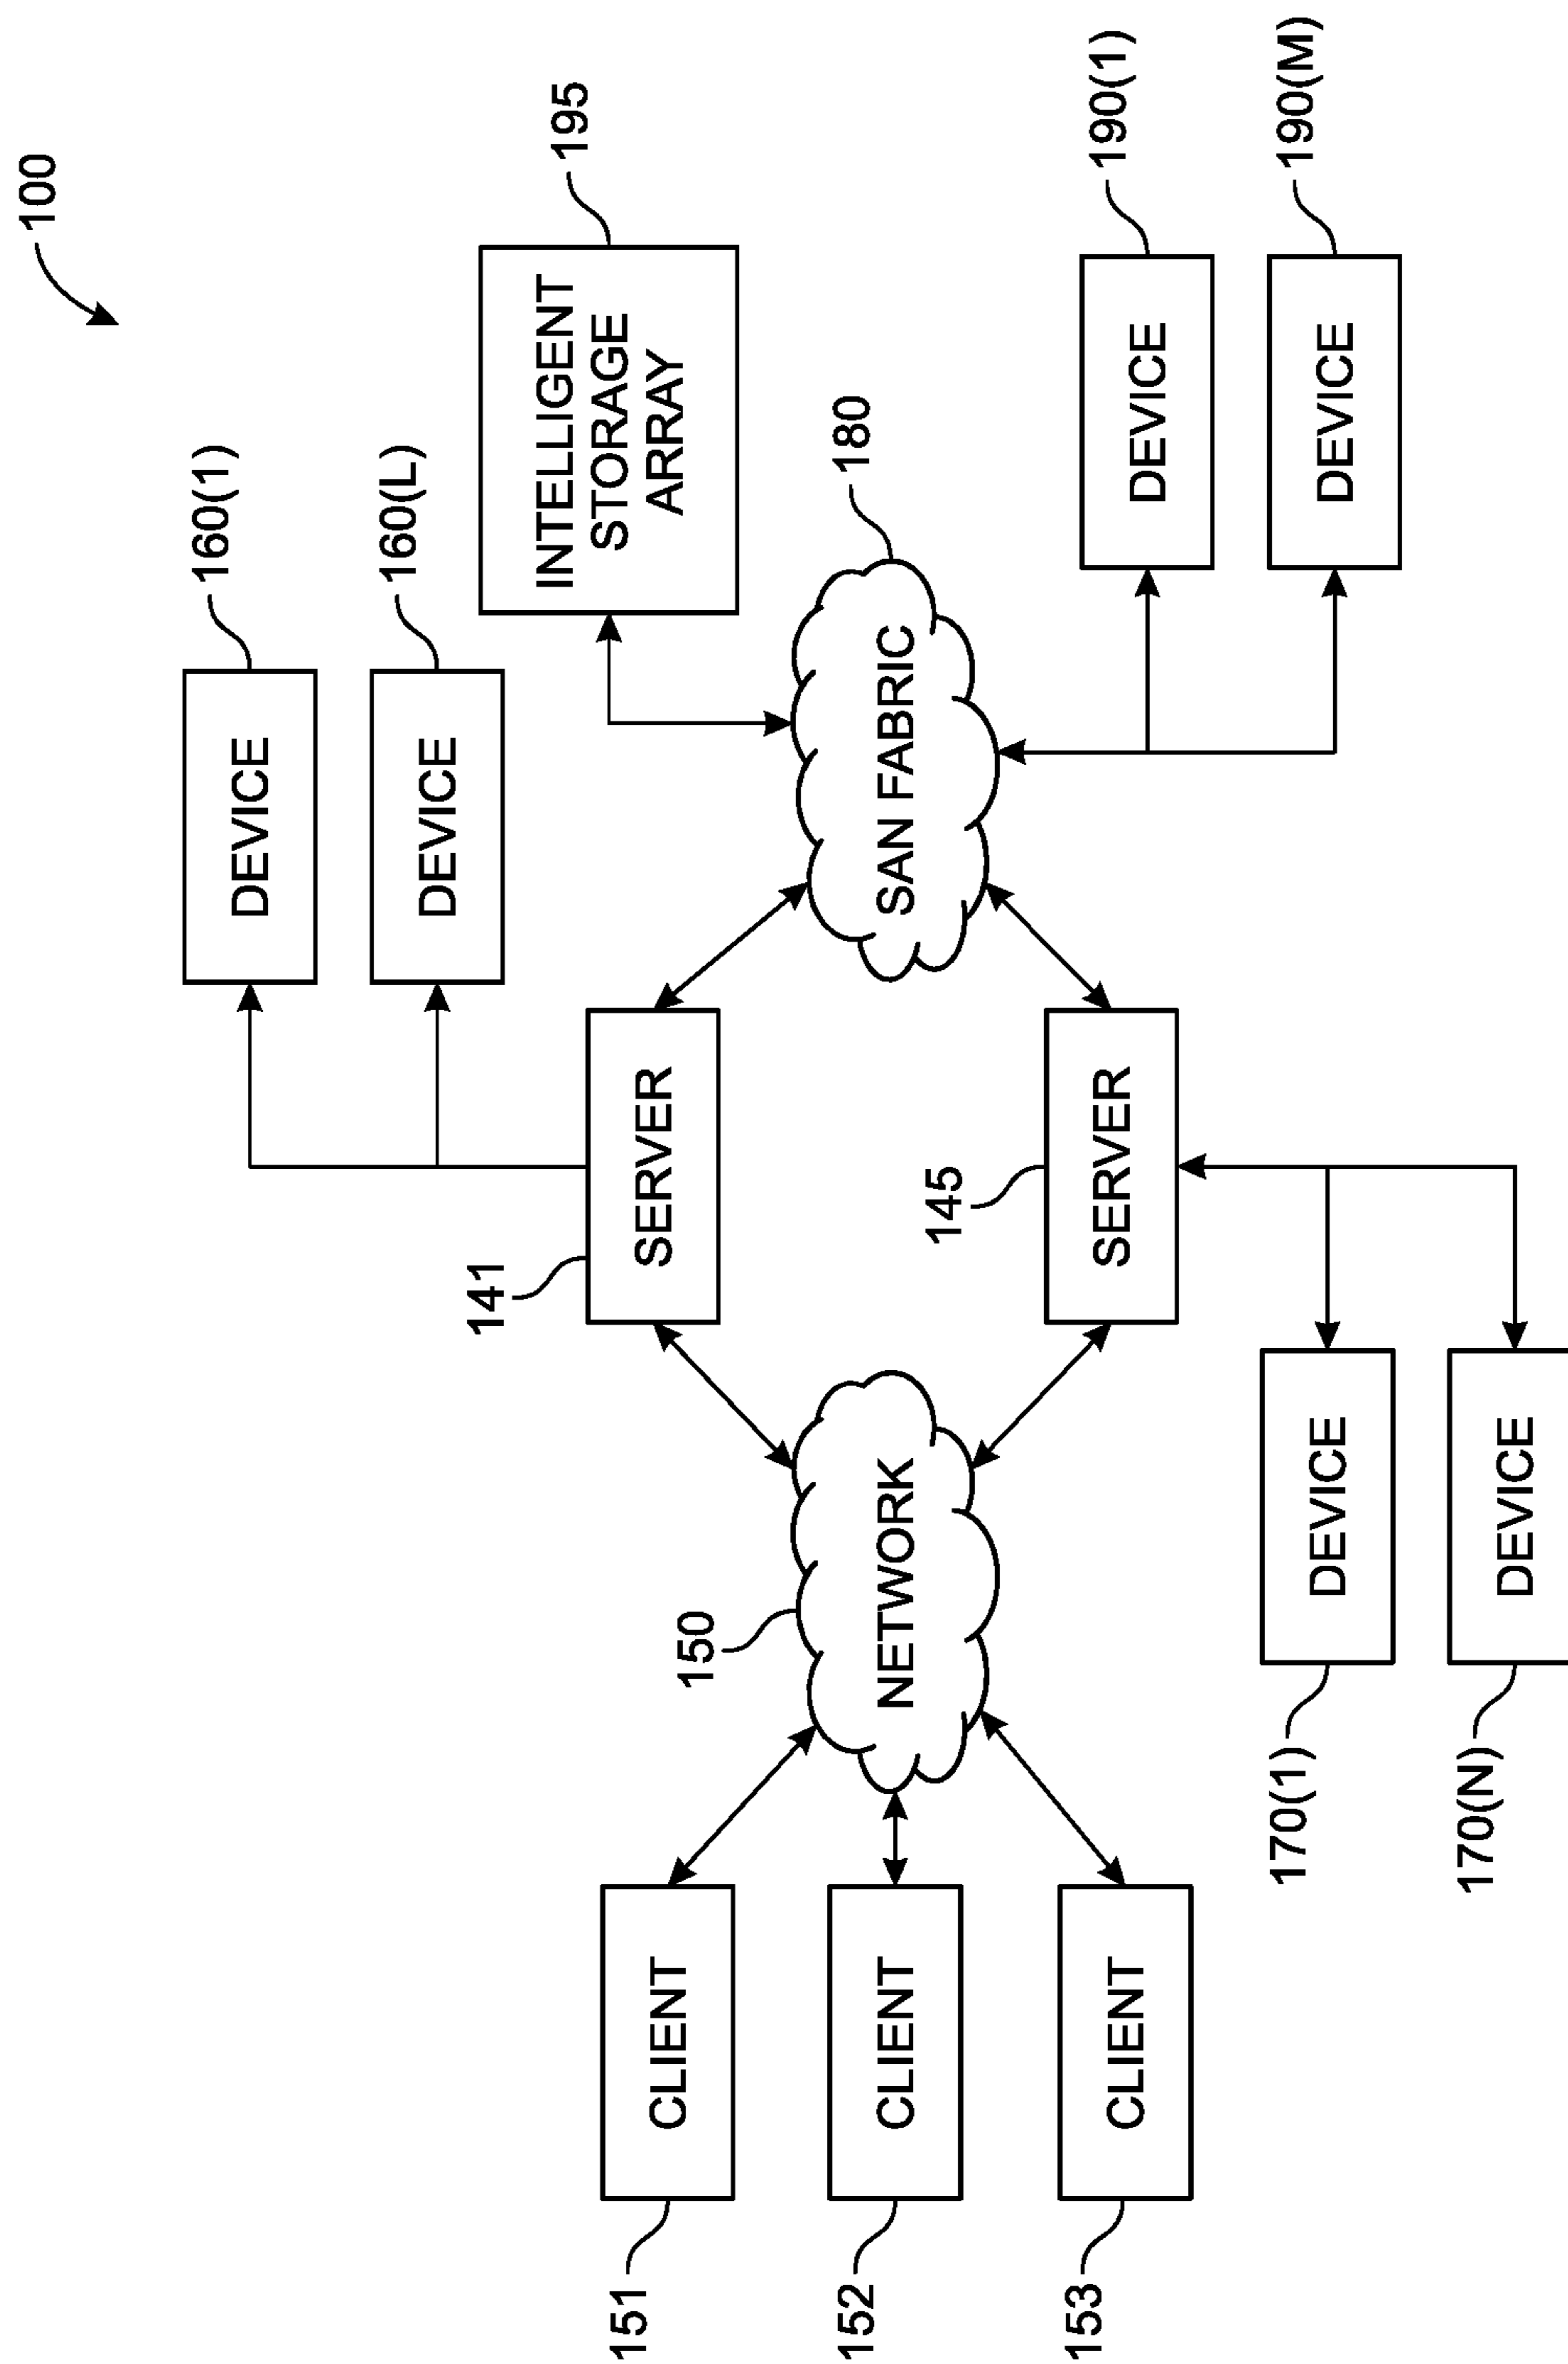 100
160(1)
DEVICE
160(L)
DEVICE
INTELLIGENT
STORAGE
ARRAY
195
141
SERVER
151
CLIENT
150
NETWORK
152
CLIENT
180
SAN FABRIC
153
CLIENT
145
SERVER
DEVICE
190(1)
DEVICE
190(M)
170(1)
DEVICE
170(N)
DEVICE